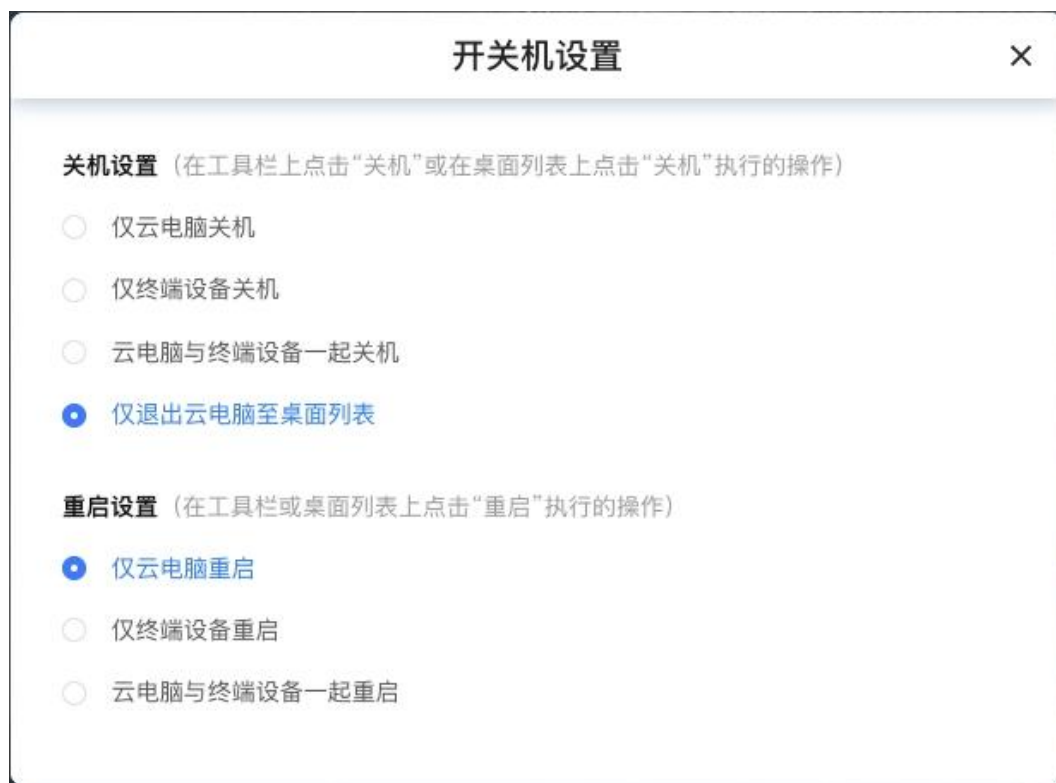 开关机设置
关机设置（在工具栏上点击“关机”或在桌面列表上点击“关机”执行的操作）
仅云电脑关机
仅终端设备关机
云电脑与终端设备一起关机
仅退出云电脑至桌面列表
重启设置（在工具栏或桌面列表上点击“重启”执行的操作）
仅云电脑重启
仅终端设备重启
云电脑与终端设备一起重启